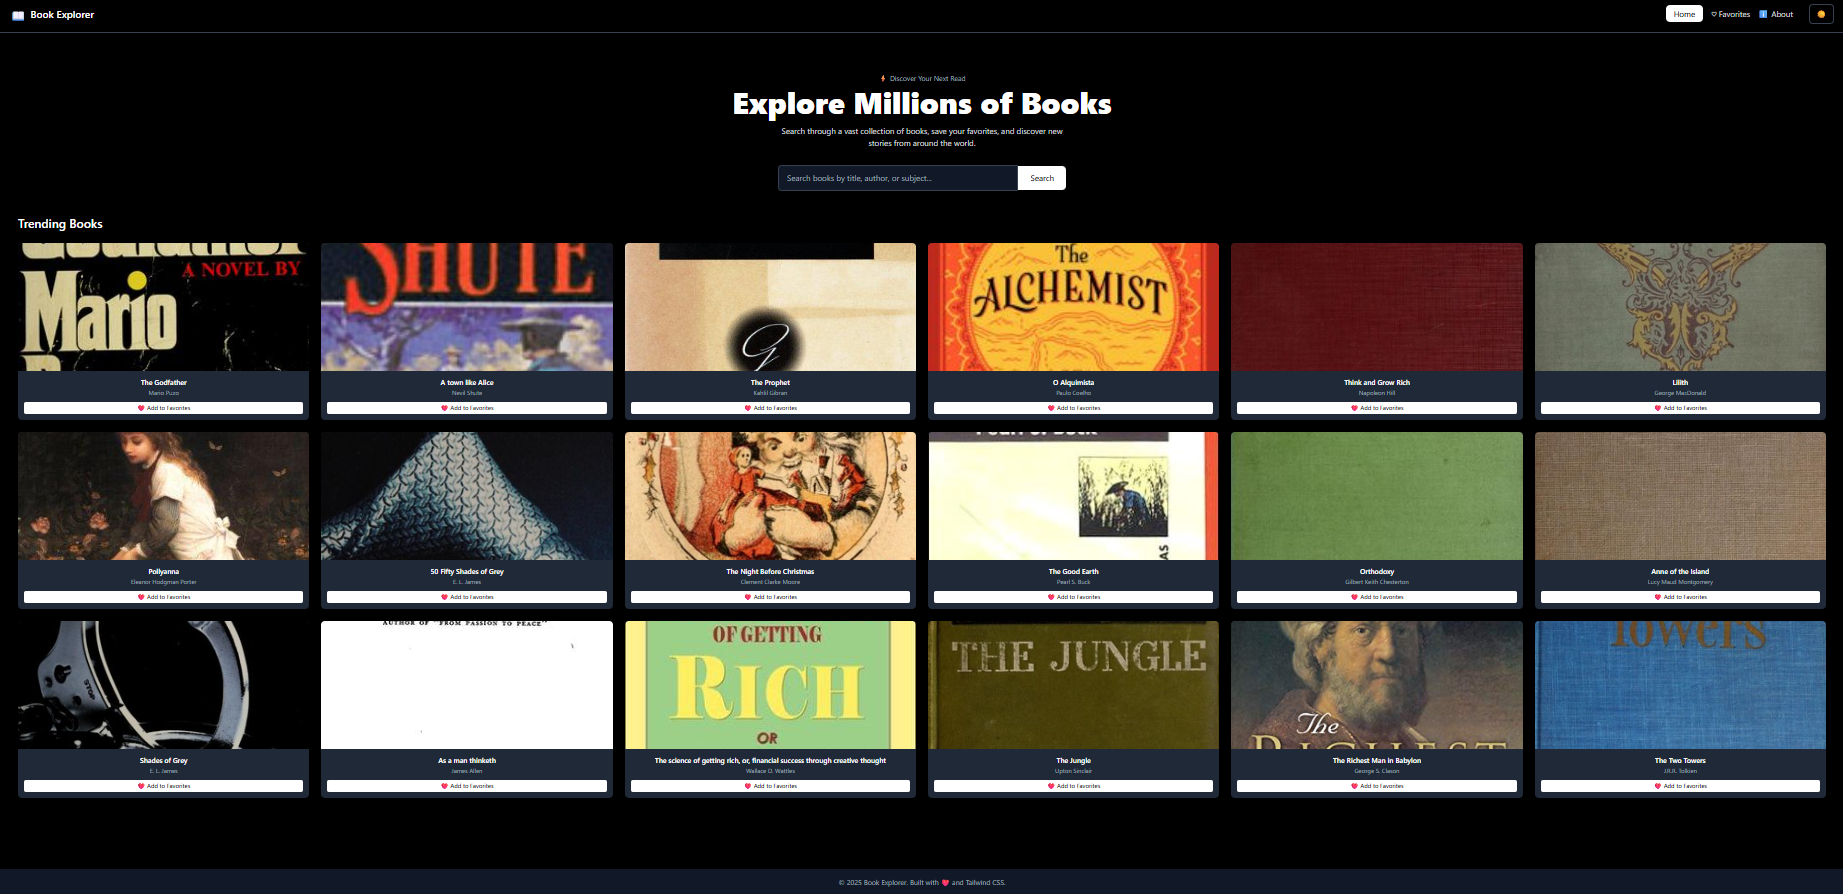 📖 Book Explorer
Home
♡ Favorites
ℹ️ About
⚡ Discover Your Next Read
Explore Millions of Books
Search through a vast collection of books, save your favorites, and discover new
stories from around the world.
Search books by title, author, or subject...
Search
Trending Books
A NOVEL BY
Mario
SHUTE
The
ALCHEMIST
The Godfather
Mario Puzo
❤️ Add to Favorites
A town like Alice
Nevil Shute
❤️ Add to Favorites
The Prophet
Kahlil Gibran
❤️ Add to Favorites
O Alquimista
Paulo Coelho
❤️ Add to Favorites
Think and Grow Rich
Napoleon Hill
❤️ Add to Favorites
Lilith
George MacDonald
❤️ Add to Favorites
Pollyanna
Eleanor Hodgman Porter
❤️ Add to Favorites
50 Fifty Shades of Grey
E. L. James
❤️ Add to Favorites
The Night Before Christmas
Clement Clarke Moore
❤️ Add to Favorites
The Good Earth
Pearl S. Buck
❤️ Add to Favorites
Orthodoxy
Gilbert Keith Chesterton
❤️ Add to Favorites
Anne of the Island
Lucy Maud Montgomery
❤️ Add to Favorites
STOP
AUTHOR OF "FROM PASSION TO PEACE"
OF GETTING
RICH
OR
THE JUNGLE
The
RICHEST
Towers
Shades of Grey
E. L. James
❤️ Add to Favorites
As a man thinketh
James Allen
❤️ Add to Favorites
The science of getting rich, or, financial success through creative thought
Wallace D. Wattles
❤️ Add to Favorites
The Jungle
Upton Sinclair
❤️ Add to Favorites
The Richest Man in Babylon
George S. Clason
❤️ Add to Favorites
The Two Towers
J.R.R. Tolkien
❤️ Add to Favorites
© 2025 Book Explorer. Built with ❤️ and Tailwind CSS.